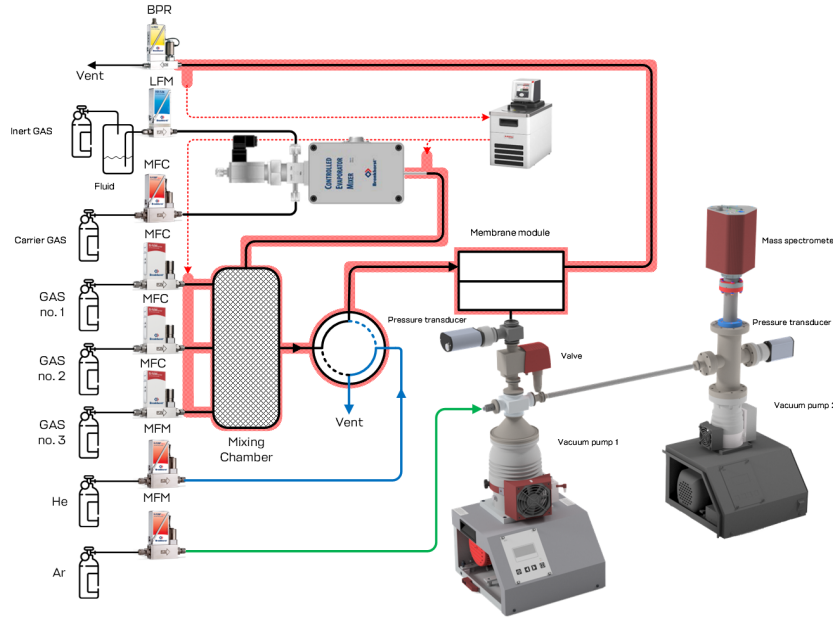 BPR
Vent
LFM
Inert GAS
Fluid
MFC
Carrier GAS
CONTROLLED
EVAPORATOR
MIXER
Bronkhorst
MFC
GAS
no. 1
MFC
GAS
no. 2
MFC
GAS
no. 3
Mixing
Chamber
MFM
He
MFM
Ar
Vent
Membrane module
Pressure transducer
Valve
Vacuum pump 1
Mass spectromete
Pressure transducer
Vacuum pump 2